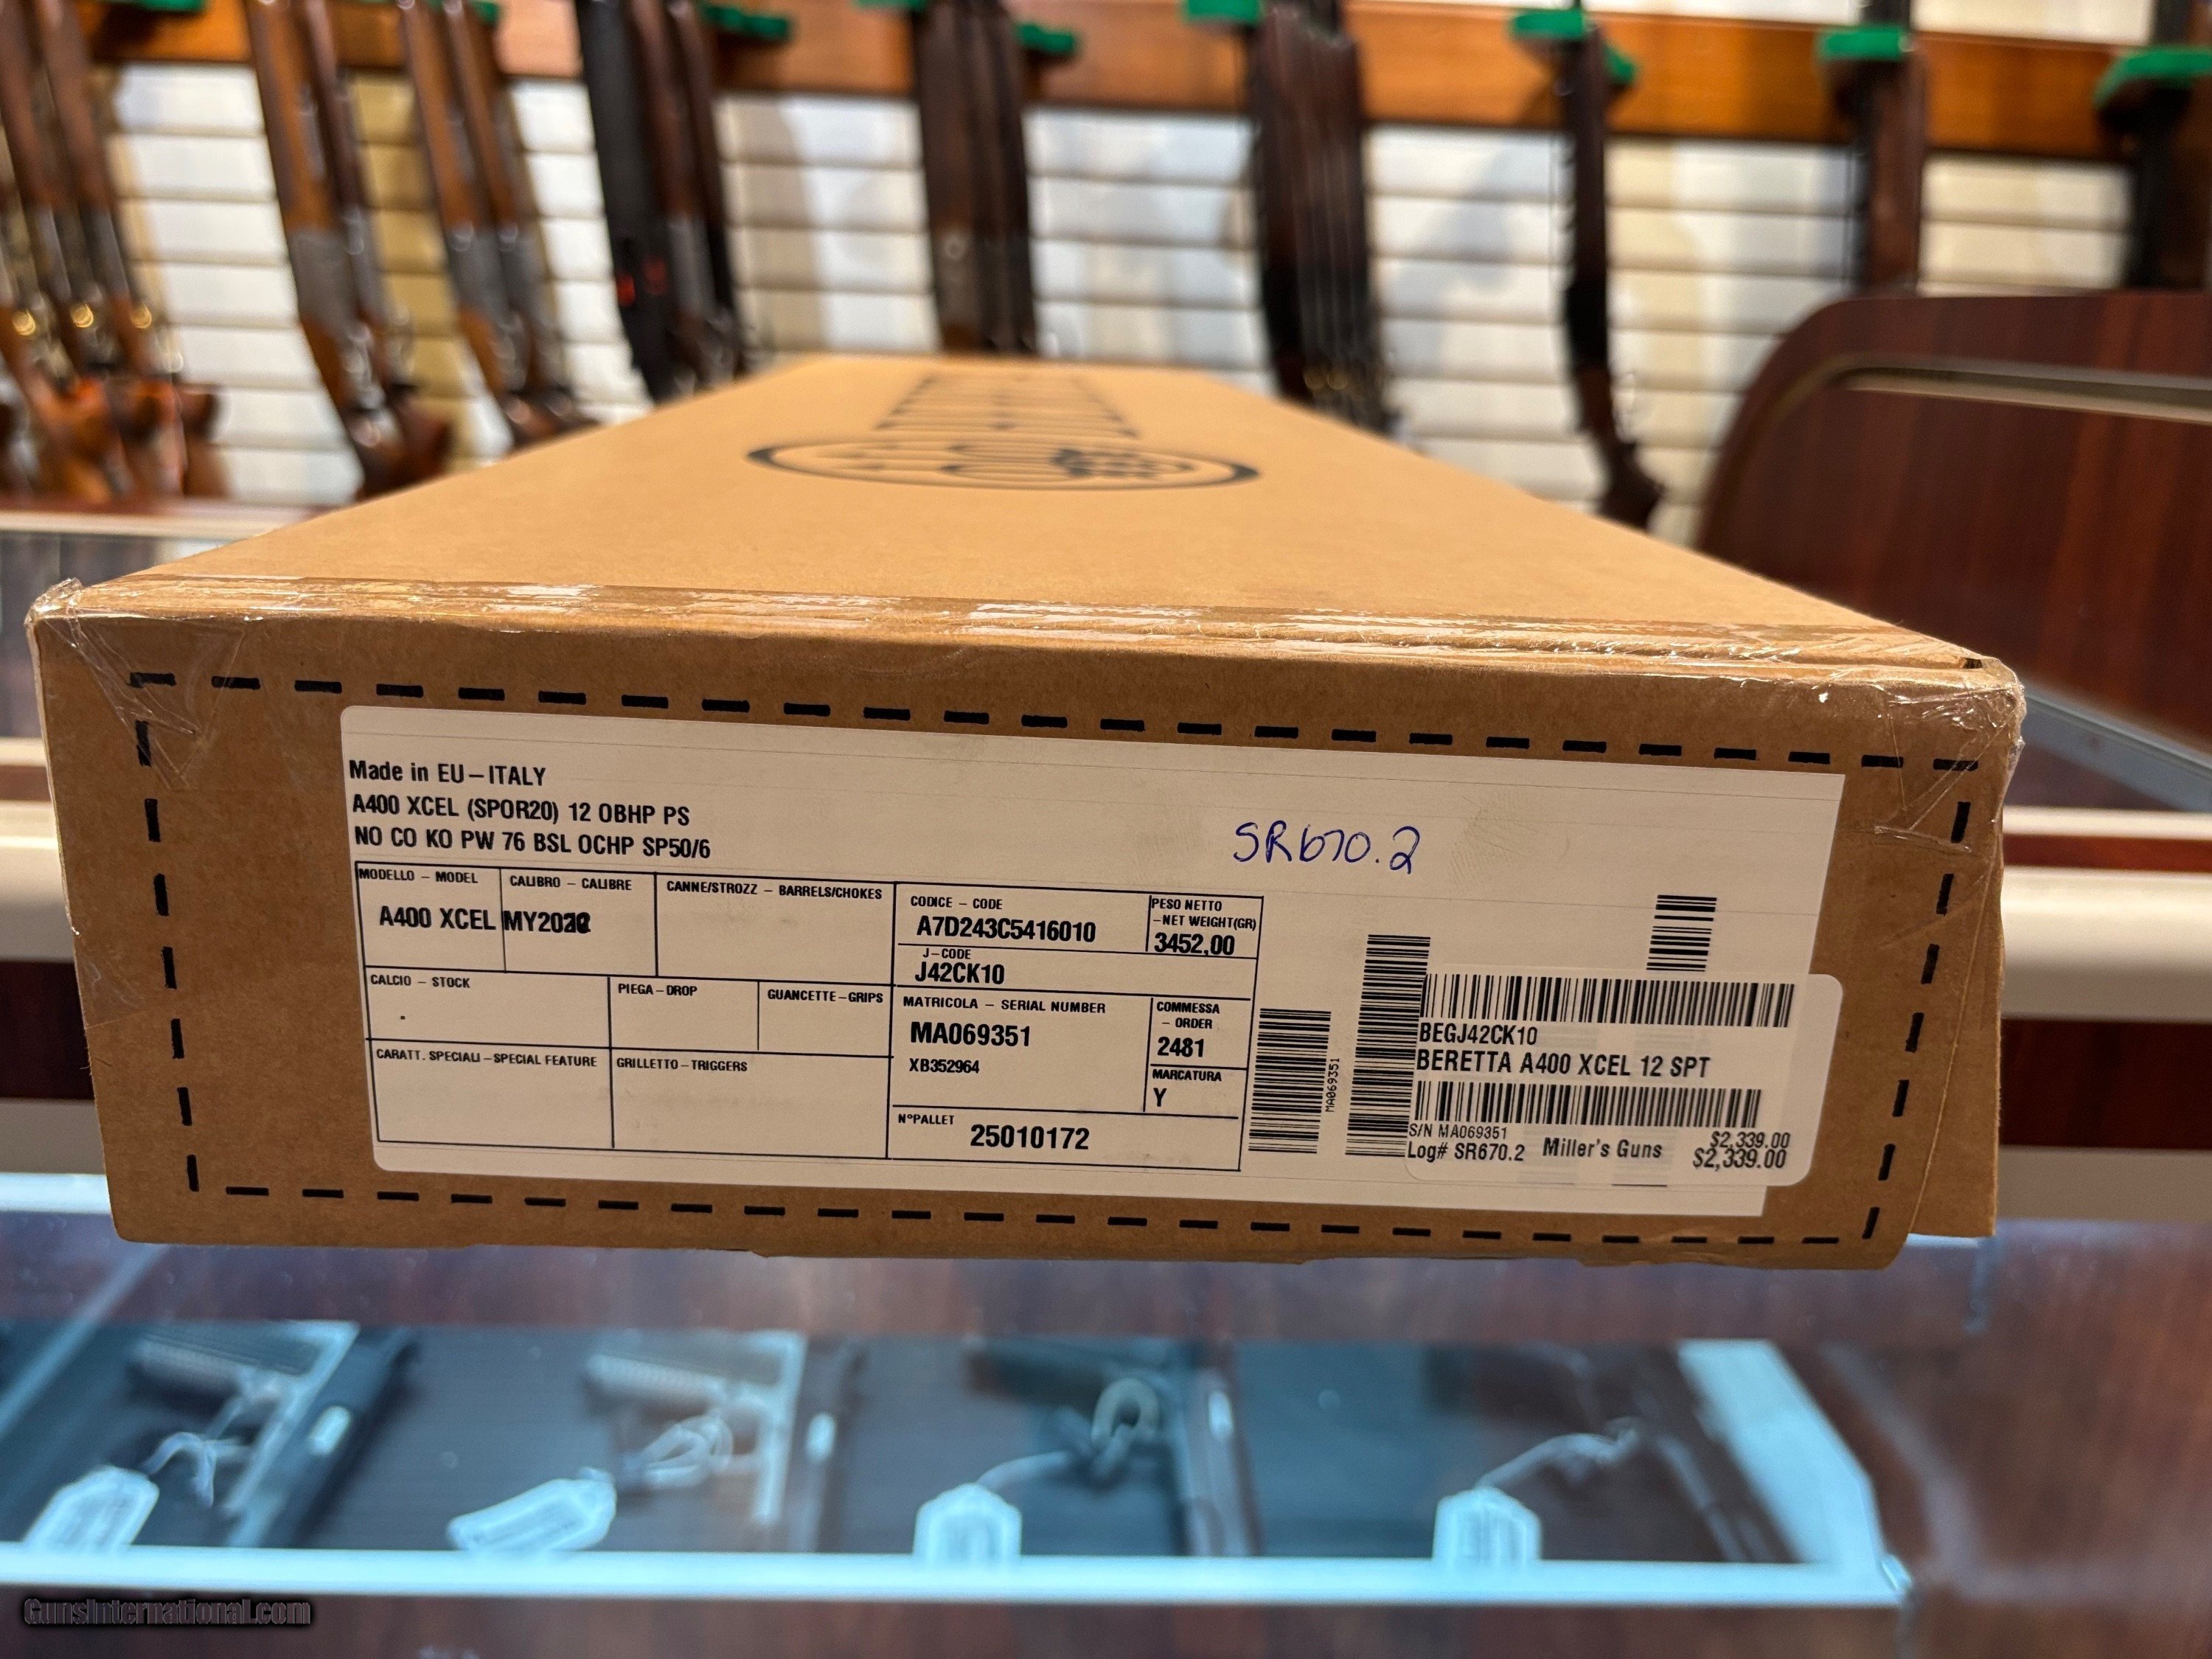 Made in EU-ITALY
A400 XCEL (SPOR20) 12 OBHP PS
NO CO KO PW 76 BSL OCHP SP50/6
SR670.2
MODELLO - MODEL
CALIBRO - CALIBRE
CANNE/STROZZ - BARRELS/CHOKES
CODICE - CODE
PESO NETTO
-NET WEIGHT(GR)
A400 XCEL
A7D243C5416010
3452,00
J-CODE
J42CK10
CALCIO - STOCK
PIEGA-DROP
GUANCETTE-GRIPS
MATRICOLA - SERIAL NUMBER
COMMESSA
- ORDER
MA069351
2481
XB352964
CARATT. SPECIALI-SPECIAL FEATURE
GRILLETTO-TRIGGERS
MARCATURA
Y
N°PALLET
25010172
MA069351
BEGJ42CK10
BERETTA A400 XCEL 12 SPT
S/N MA069351
$2,339.00
Log# SR670.2
Miller's Guns
$2,339.00
GunsInternational.com